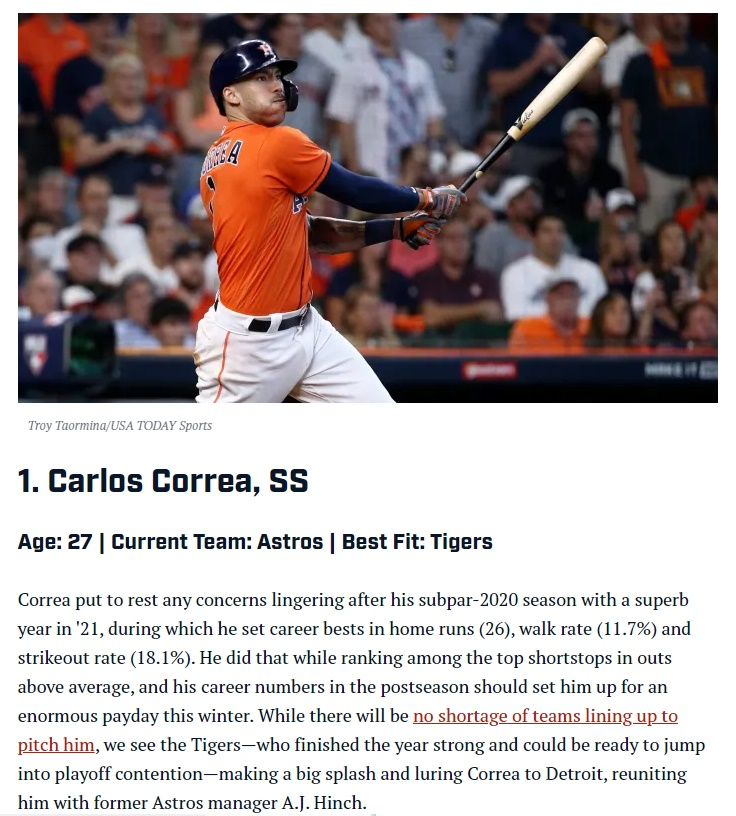 Troy Taormina/USA TODAY Sports
1. Carlos Correa, SS
Age: 27 | Current Team: Astros | Best Fit: Tigers
Correa put to rest any concerns lingering after his subpar-2020 season with a superb
year in '21, during which he set career bests in home runs (26), walk rate (11.7%) and
strikeout rate (18.1%). He did that while ranking among the top shortstops in outs
above average, and his career numbers in the postseason should set him up for an
enormous payday this winter. While there will be no shortage of teams lining up to
pitch him, we see the Tigers—who finished the year strong and could be ready to jump
into playoff contention—making a big splash and luring Correa to Detroit, reuniting
him with former Astros manager A.J. Hinch.